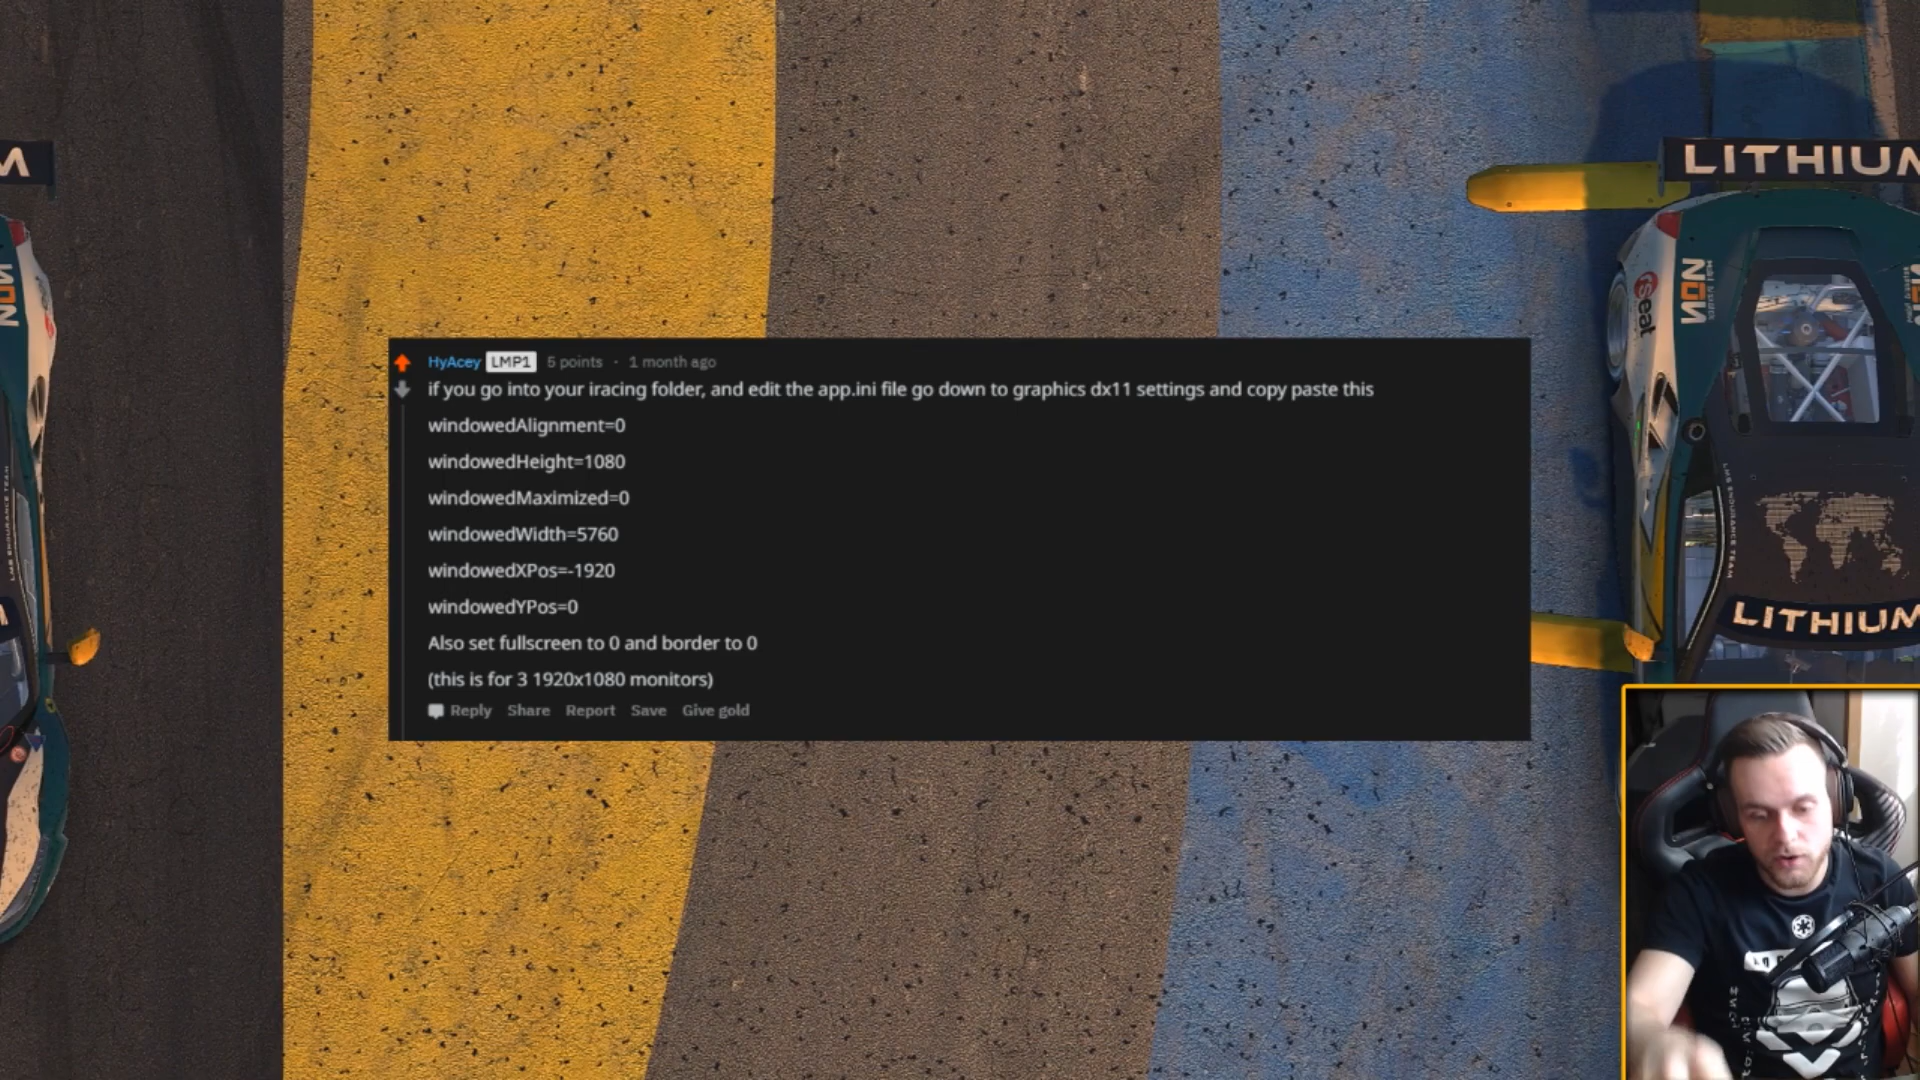 M
LITHIUM
HyAcey LMP1 5 points · 1 month ago
if you go into your iracing folder, and edit the app.ini file go down to graphics dx11 settings and copy paste this
windowedAlignment=0
windowedHeight=1080
windowedMaximized=0
windowedWidth=5760
windowedXPos=-1920
windowedYPos=0
Also set fullscreen to 0 and border to 0
(this is for 3 1920x1080 monitors)
Reply Share Report Save Give gold
NON
rseat
LITHIUM